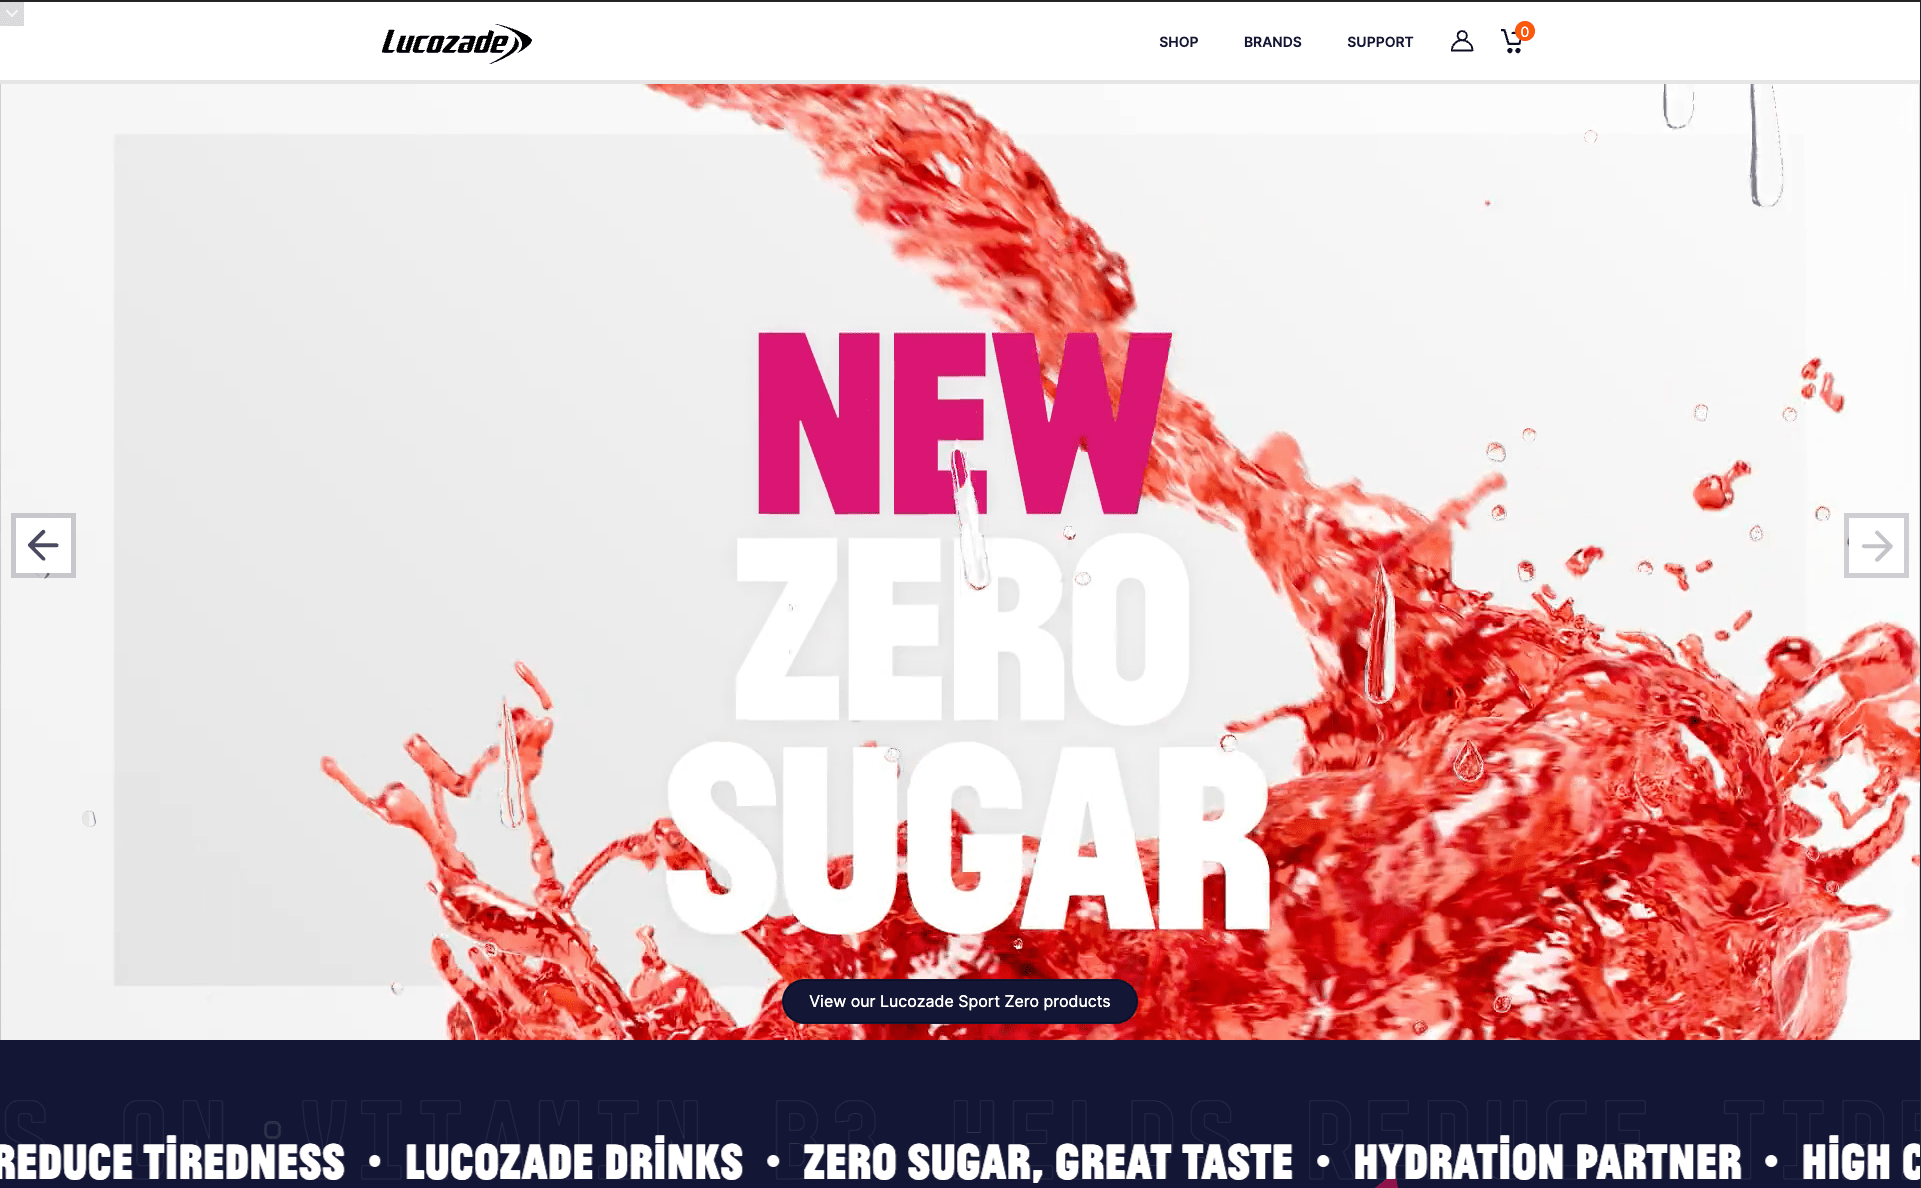 Lucozade
SHOP
BRANDS
SUPPORT
0
NEW
ZERO
SUGAR
View our Lucozade Sport Zero products
S ON VITAMIN B3 HELPS REDUCE TIRE
REDUCE TİREDNESS • LUCOZADE DRİNKS • ZERO SUGAR, GREAT TASTE • HYDRATİON PARTNER • HİGH C